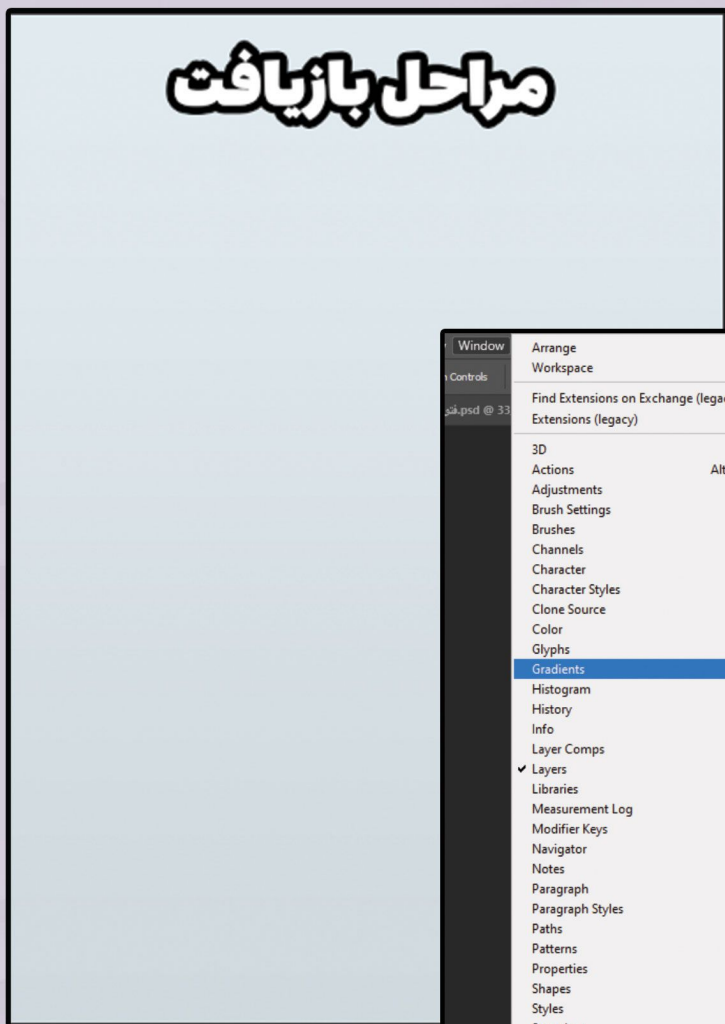 مراحل بازیافت
Window
Controls
.psd @ 33
Arrange
Workspace
Find Extensions on Exchange
Extensions (legacy)
3D
Actions
Adjustments
Brush Settings
Brushes
Channels
Character
Character Styles
Clone Source
Color
Glyphs
Gradients
Histogram
History
Info
Layer Comps
Layers
Libraries
Measurement Log
Modifier Keys
Navigator
Notes
Paragraph
Paragraph Styles
Paths
Patterns
Properties
Shapes
Styles